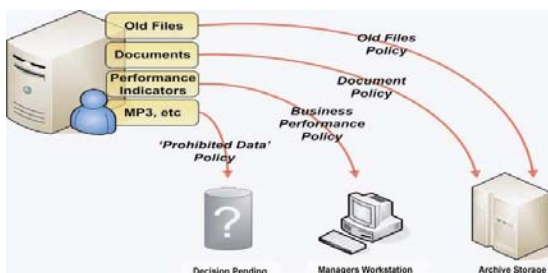 Old Files
Documents
Performance
Indicators
MP3, etc
Old Files
Policy
Document
Policy
Business
Performance
Policy
'Prohibited Data'
Policy
?
Decision Pending
Managers Workstation
Archive Storage